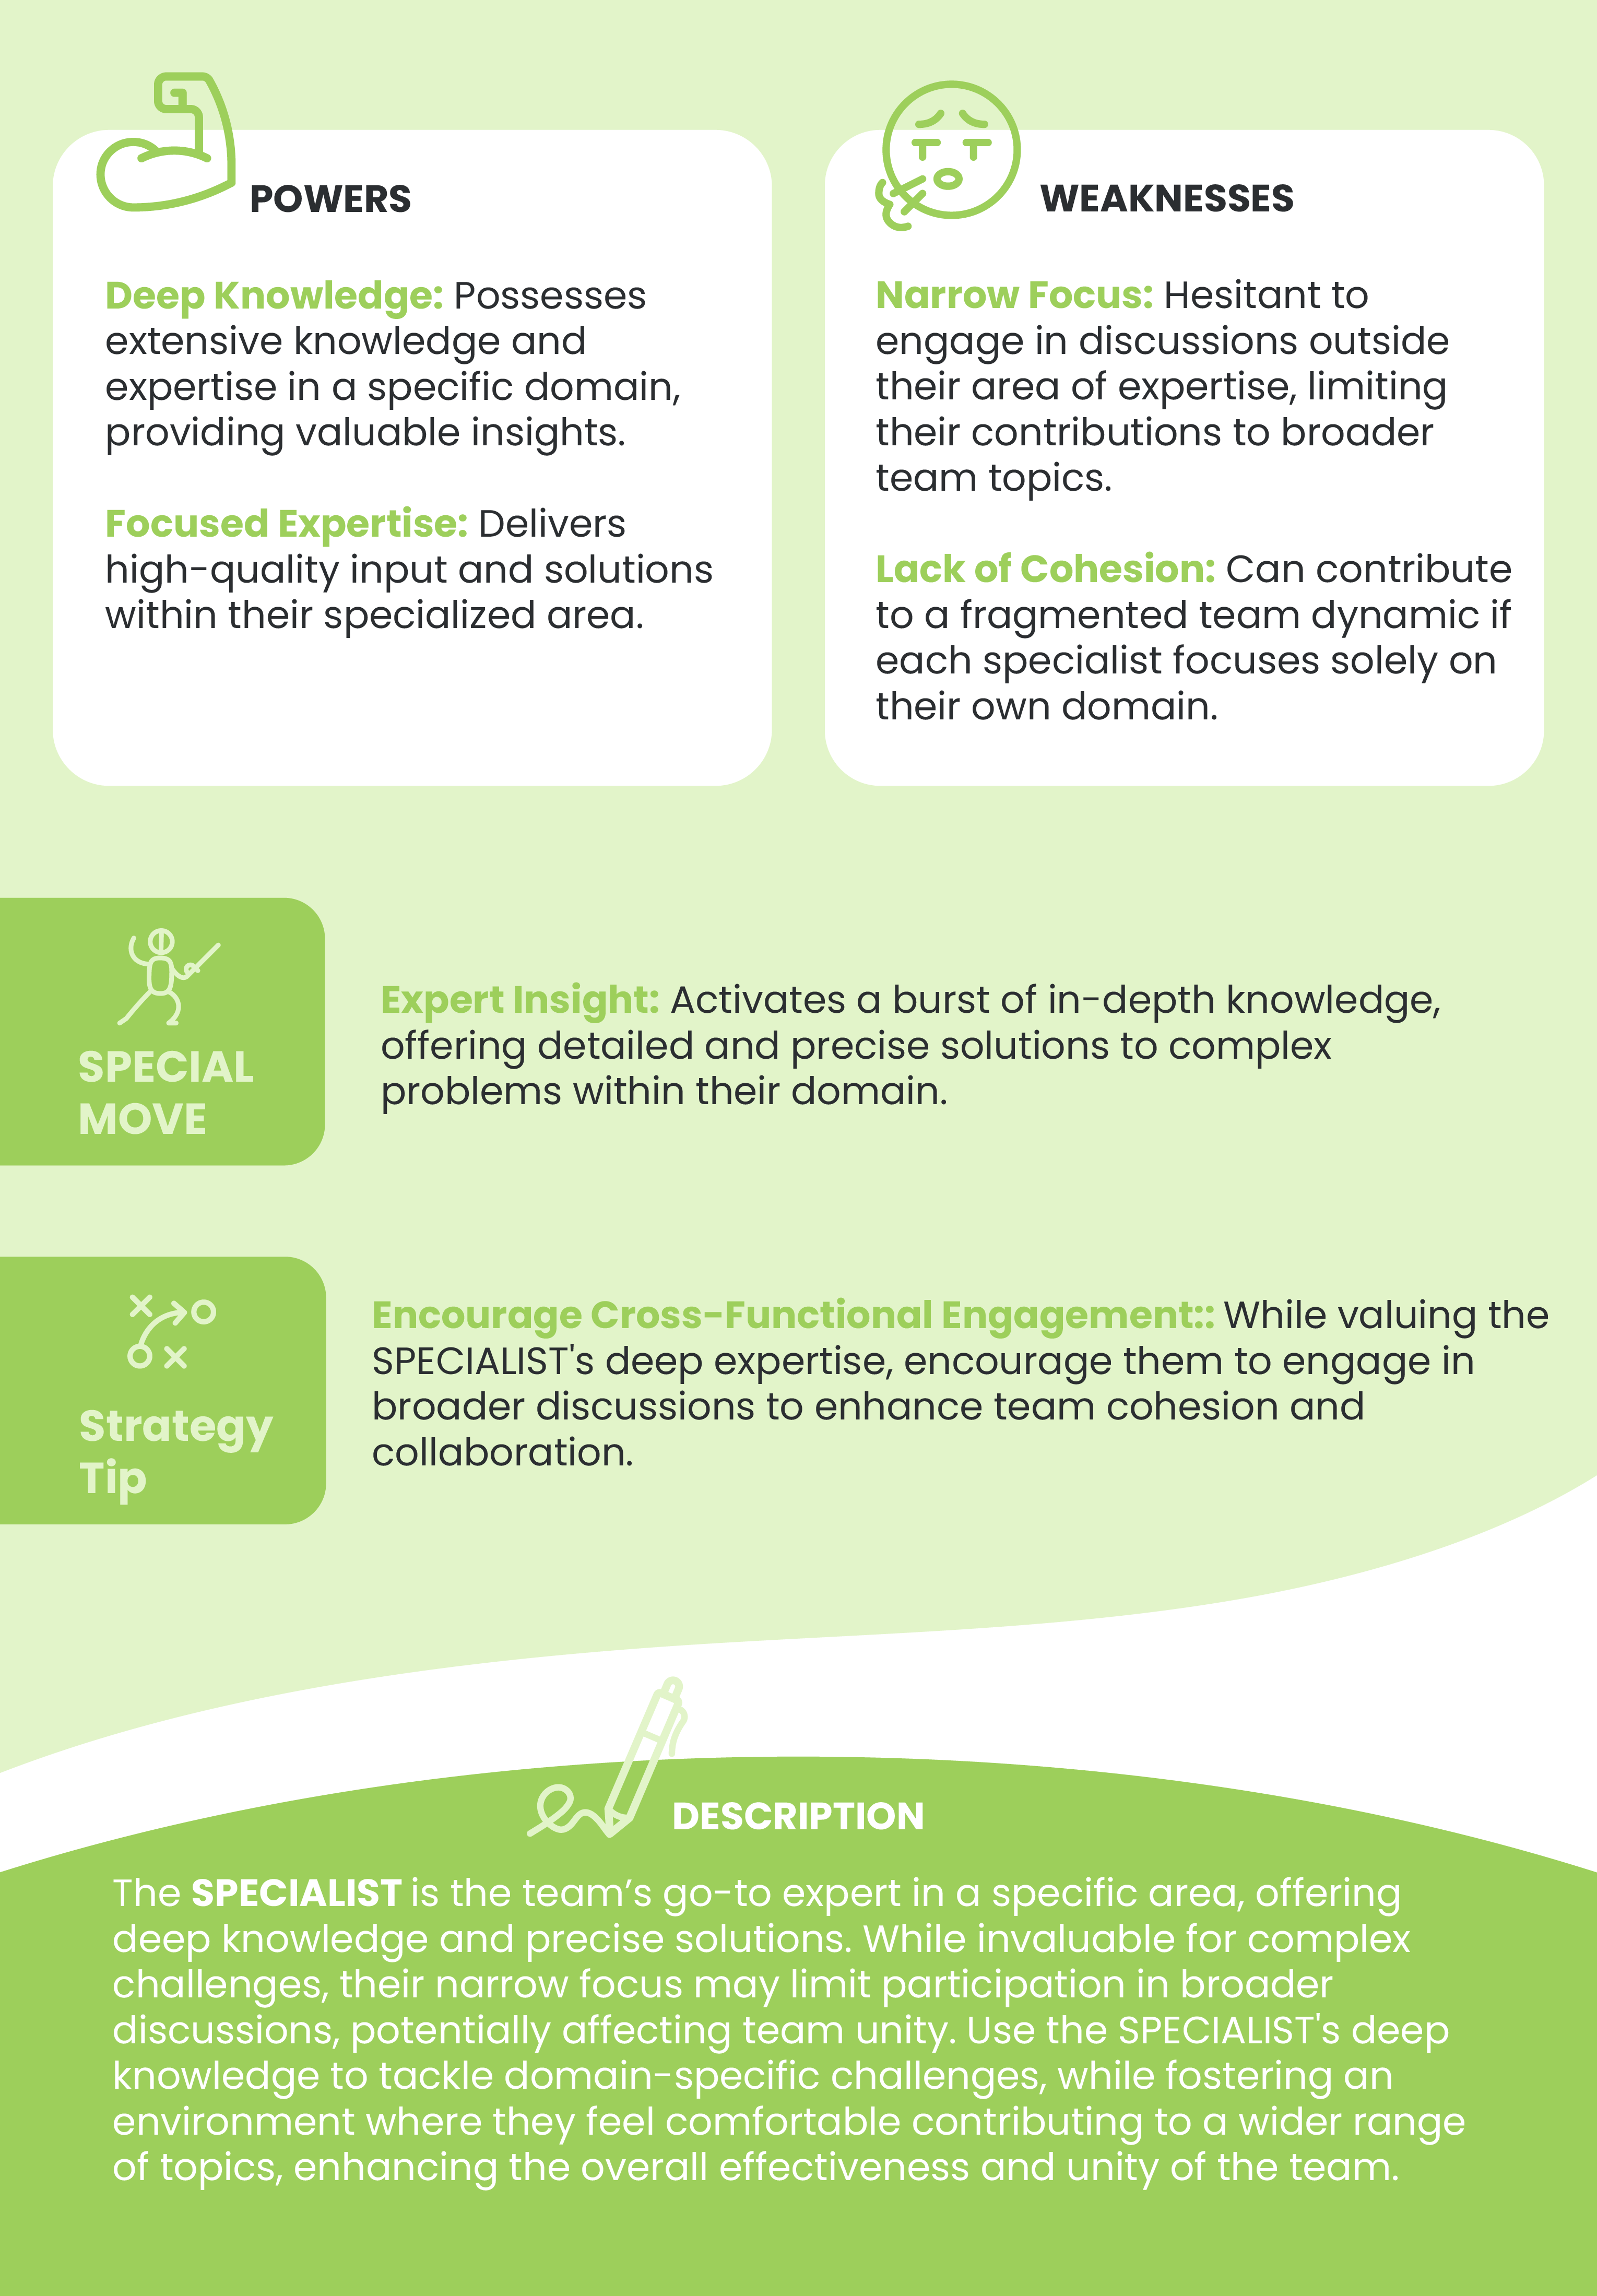 POWERS
Deep Knowledge: Possesses
extensive knowledge and
expertise in a specific domain,
providing valuable insights.
Focused Expertise: Delivers
high-quality input and solutions
within their specialized area.
WEAKNESSES
Narrow Focus: Hesitant to
engage in discussions outside
their area of expertise, limiting
their contributions to broader
team topics.
Lack of Cohesion: Can contribute
to a fragmented team dynamic if
each specialist focuses solely on
their own domain.
SPECIAL
MOVE
Expert Insight: Activates a burst of in-depth knowledge,
offering detailed and precise solutions to complex
problems within their domain.
Strategy
Tip
Encourage Cross-Functional Engagement:: While valuing the
SPECIALIST's deep expertise, encourage them to engage in
broader discussions to enhance team cohesion and
collaboration.
DESCRIPTION
The SPECIALIST is the team’s go-to expert in a specific area, offering
deep knowledge and precise solutions. While invaluable for complex
challenges, their narrow focus may limit participation in broader
discussions, potentially affecting team unity. Use the SPECIALIST's deep
knowledge to tackle domain-specific challenges, while fostering an
environment where they feel comfortable contributing to a wider range
of topics, enhancing the overall effectiveness and unity of the team.